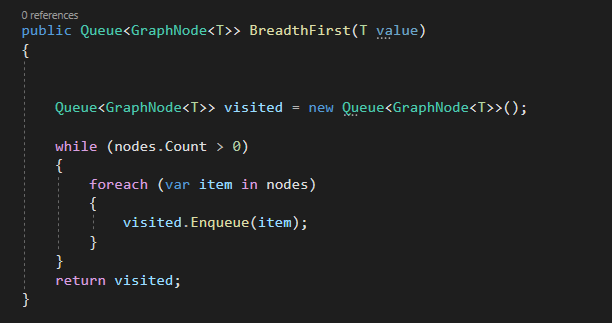 0 references
public Queue<GraphNode<T>> BreadthFirst(T value)
{
Queue<GraphNode<T>> visited = new Queue<GraphNode<T>>();
while (nodes.Count > 0)
{
foreach (var item in nodes)
{
visited.Enqueue(item);
}
}
return visited;
}